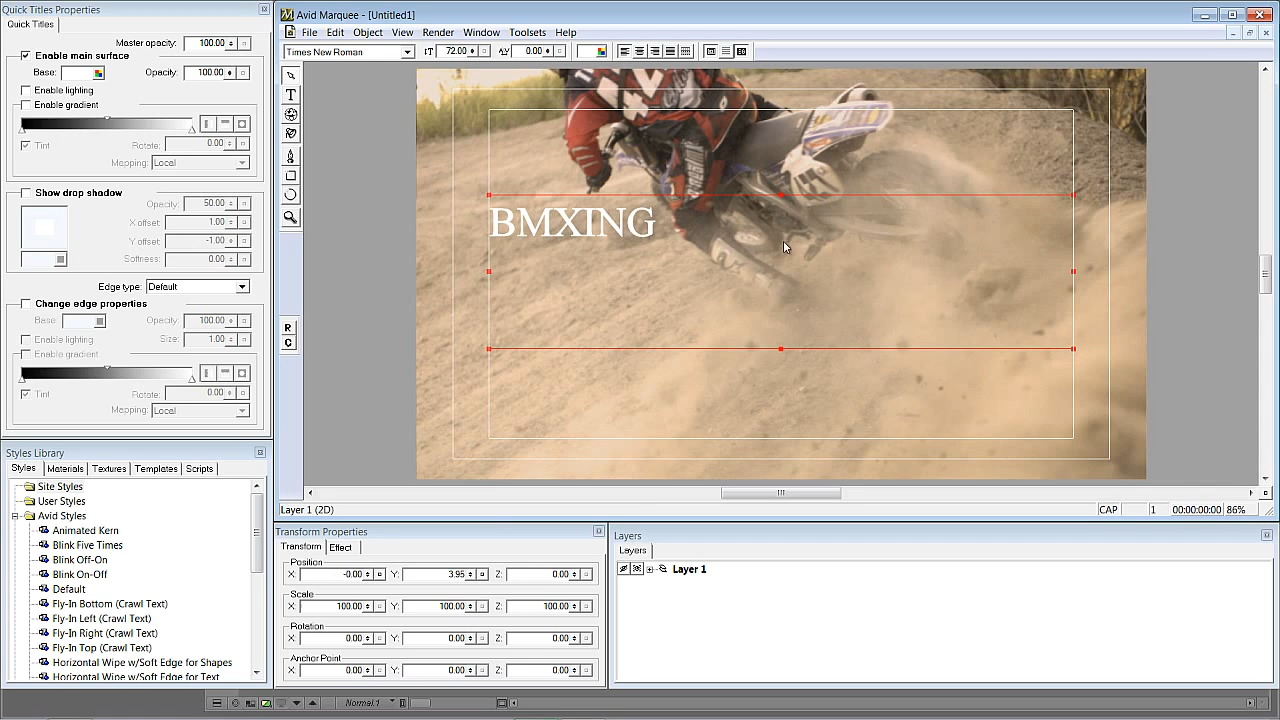 Quick Titles Properties
Quick Titles
Master opacity: 100.00
Enable main surface
Base: Opacity: 100.00
Enable lighting
Enable gradient
Tint Rotate: 0.00
Mapping: Local
Show drop shadow
Opacity: 50.00
X offset: 1.00
Y offset: -1.00
Softness: 0.00
Edge type: Default
Change edge properties
Base: Opacity: 100.00
Enable lighting Size: 1.00
Enable gradient
Tint Rotate: 0.00
Mapping: Local
Styles Library
Styles Materials Textures Templates Scripts
Site Styles
User Styles
Avid Styles
Animated Kern
Blink Five Times
Blink Off-On
Blink On-Off
Default
Fly-In Bottom (Crawl Text)
Fly-In Left (Crawl Text)
Fly-In Right (Crawl Text)
Fly-In Top (Crawl Text)
Horizontal Wipe w/Soft Edge for Shapes
Horizontal Wipe w/Soft Edge for Text
Avid Marquee - [Untitled1]
File Edit Object View Render Window Toolsets Help
Times New Roman 72.00 0.00
T
R
C
BMXING
Layer 1 (2D) CAP 1 00:00:00:00 86%
Transform Properties
Transform Effect
Position
X: -0.00 Y: 3.95 Z: 0.00
Scale
X: 100.00 Y: 100.00 Z: 100.00
Rotation
X: 0.00 Y: 0.00 Z: 0.00
Anchor Point
X: 0.00 Y: 0.00 Z: 0.00
Layers
Layers
Layer 1
Normal.1